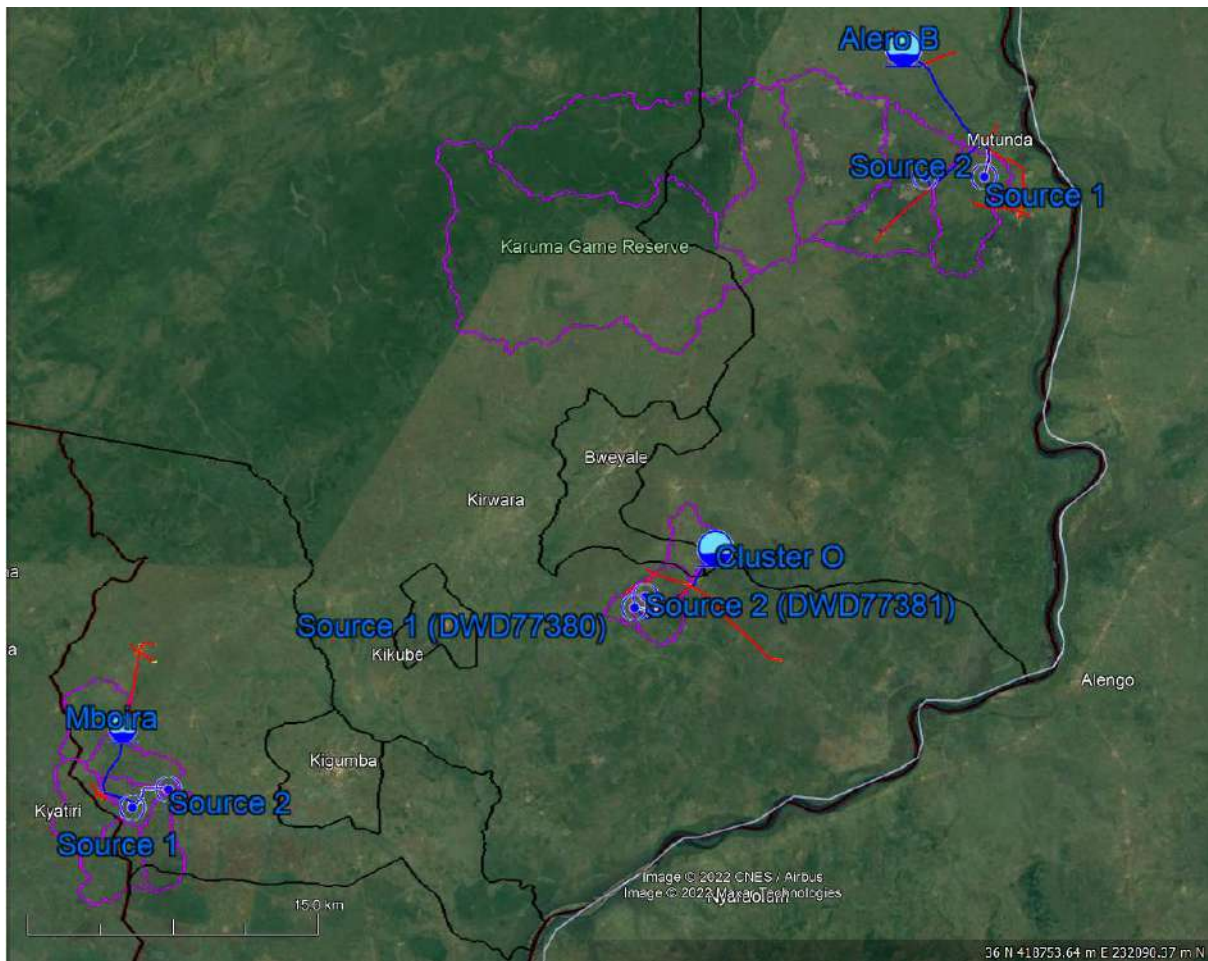 Alero B
Mutunda
Source 2
Source 1
Karuma Game Reserve
Bweyale
Kirwara
Cluster O
Source 2 (DWD77381)
Source 1 (DWD77380)
Kikube
Alengo
Mboira
Kigumba
Source 2
Kyatiri
Source 1
Image © 2022 CNES / Airbus
Image © 2022 Maxar Technologies
15.0 km
36 N 418753.64 m E 232090.37 m N